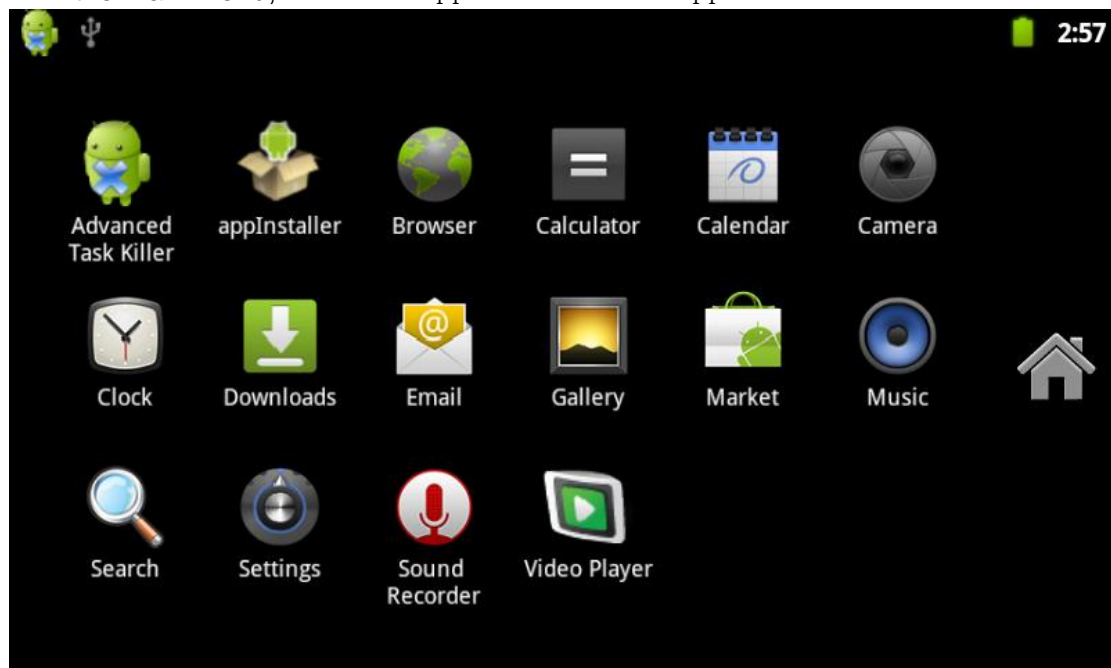 2:57
Advanced
Task Killer
appInstaller
Browser
Calculator
Calendar
Camera
Clock
Downloads
Email
Gallery
Market
Music
Search
Settings
Sound
Recorder
Video Player